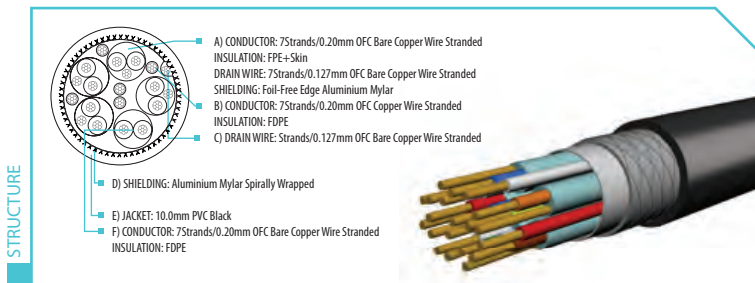 A) CONDUCTOR: 7Strands/0.20mm OFC Bare Copper Wire Stranded
INSULATION: FPE+Skin
DRAIN WIRE: 7Strands/0.127mm OFC Bare Copper Wire Stranded
SHIELDING: Foil-Free Edge Aluminium Mylar
B) CONDUCTOR: 7Strands/0.20mm OFC Copper Wire Stranded
INSULATION: FDPE
C) DRAIN WIRE: Strands/0.127mm OFC Bare Copper Wire Stranded
D) SHIELDING: Aluminium Mylar Spirally Wrapped
E) JACKET: 10.0mm PVC Black
F) CONDUCTOR: 7Strands/0.20mm OFC Bare Copper Wire Stranded
INSULATION: FDPE
STRUCTURE